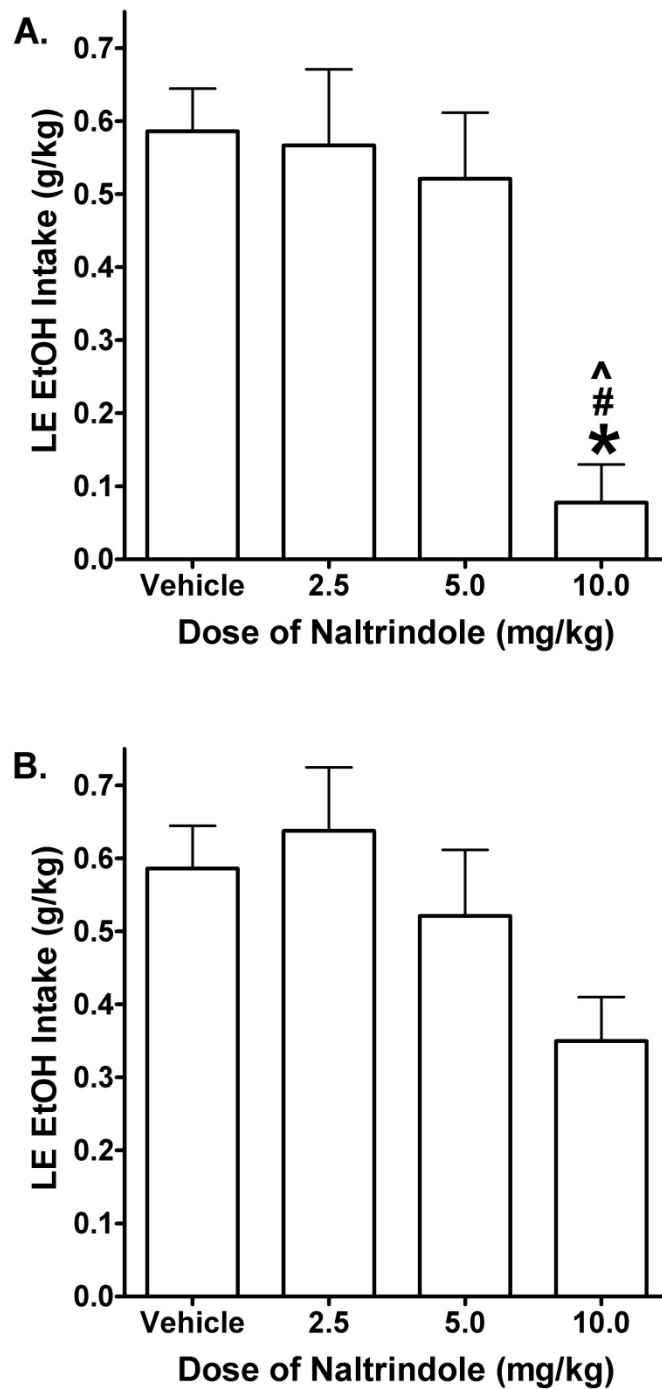 A.
LE EtOH Intake (g/kg)
0.7
0.6
0.5
0.4
0.3
0.2
0.1
0.0
^
#
*
Vehicle 2.5 5.0 10.0
Dose of Naltrindole (mg/kg)
B.
LE EtOH Intake (g/kg)
0.7
0.6
0.5
0.4
0.3
0.2
0.1
0.0
Vehicle 2.5 5.0 10.0
Dose of Naltrindole (mg/kg)